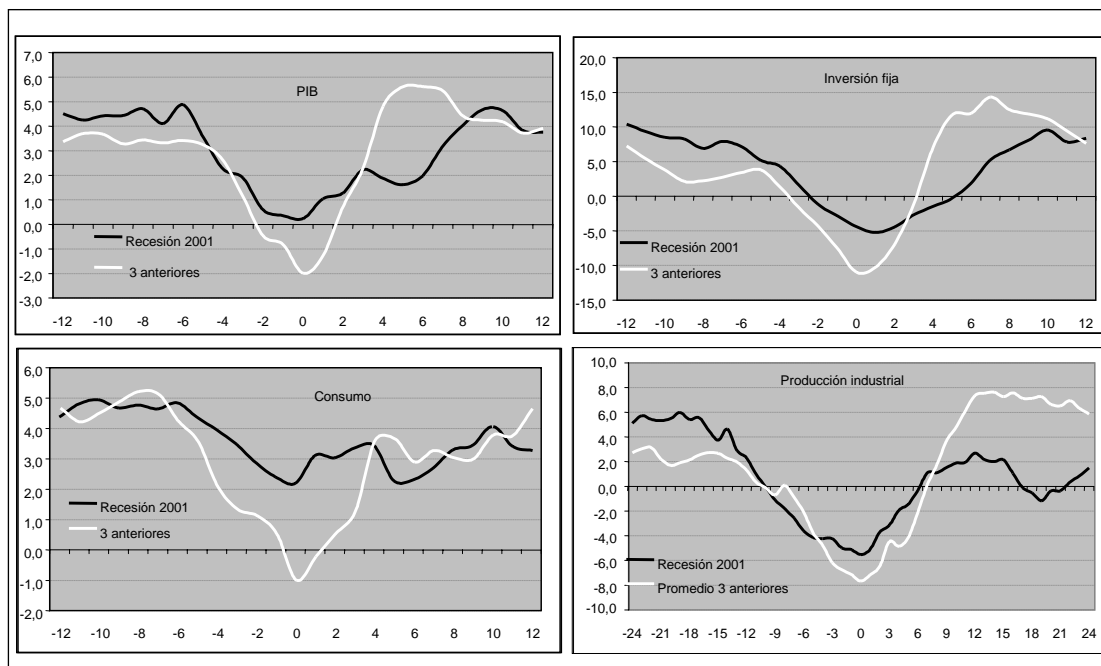 PIB
7,0
6,0
5,0
4,0
3,0
2,0
1,0
0,0
-1,0
-2,0
-3,0
Recesión 2001
3 anteriores
-12 -10 -8 -6 -4 -2 0 2 4 6 8 10 12
Inversión fija
20,0
15,0
10,0
5,0
0,0
-5,0
-10,0
-15,0
Recesión 2001
3 anteriores
-12 -10 -8 -6 -4 -2 0 2 4 6 8 10 12
Consumo
6,0
5,0
4,0
3,0
2,0
1,0
0,0
-1,0
-2,0
Recesión 2001
3 anteriores
-12 -10 -8 -6 -4 -2 0 2 4 6 8 10 12
Producción industrial
10,0
8,0
6,0
4,0
2,0
0,0
-2,0
-4,0
-6,0
-8,0
-10,0
Recesión 2001
Promedio 3 anteriores
-24 -21 -18 -15 -12 -9 -6 -3 0 3 6 9 12 15 18 21 24